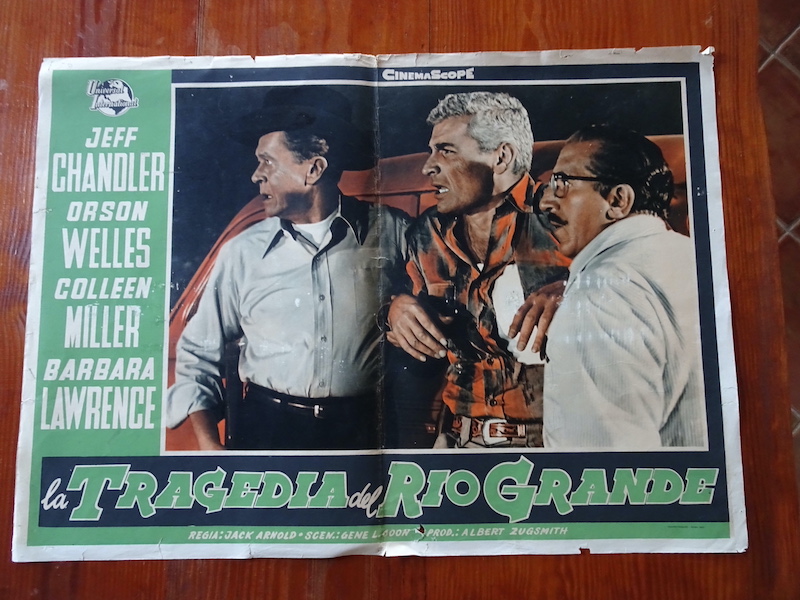 CINEMASCOPE
Universal
International
JEFF
CHANDLER
ORSON
WELLES
COLLEEN
MILLER
BARBARA
LAWRENCE
la TRAGEDIA del RIO GRANDE
REGIA: JACK ARNOLD • SCEN.: GENE L. COON • PROD.: ALBERT ZUGSMITH